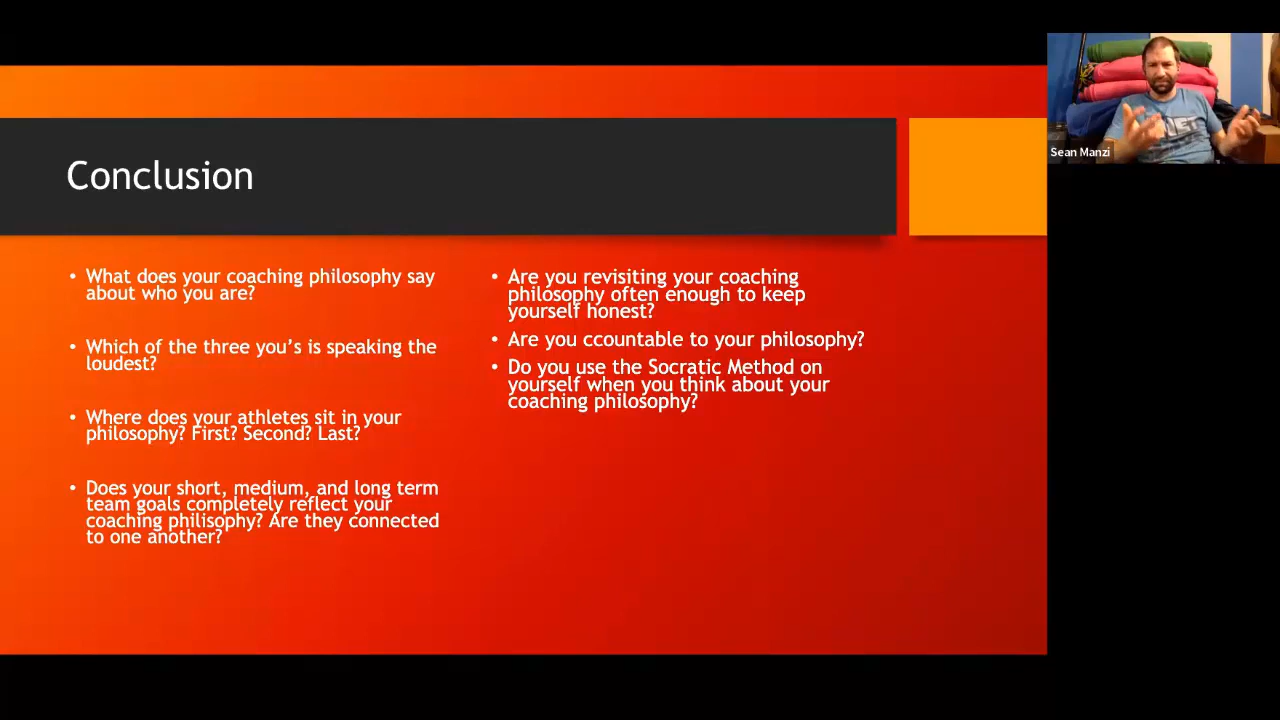 Conclusion
• What does your coaching philosophy say
about who you are?
• Which of the three you's is speaking the
loudest?
• Where does your athletes sit in your
philosophy? First? Second? Last?
• Does your short, medium, and long term
team goals completely reflect your
coaching philisophy? Are they connected
to one another?
• Are you revisiting your coaching
philosophy often enough to keep
yourself honest?
• Are you ccountable to your philosophy?
• Do you use the Socratic Method on
yourself when you think about your
coaching philosophy?
Sean Manzi